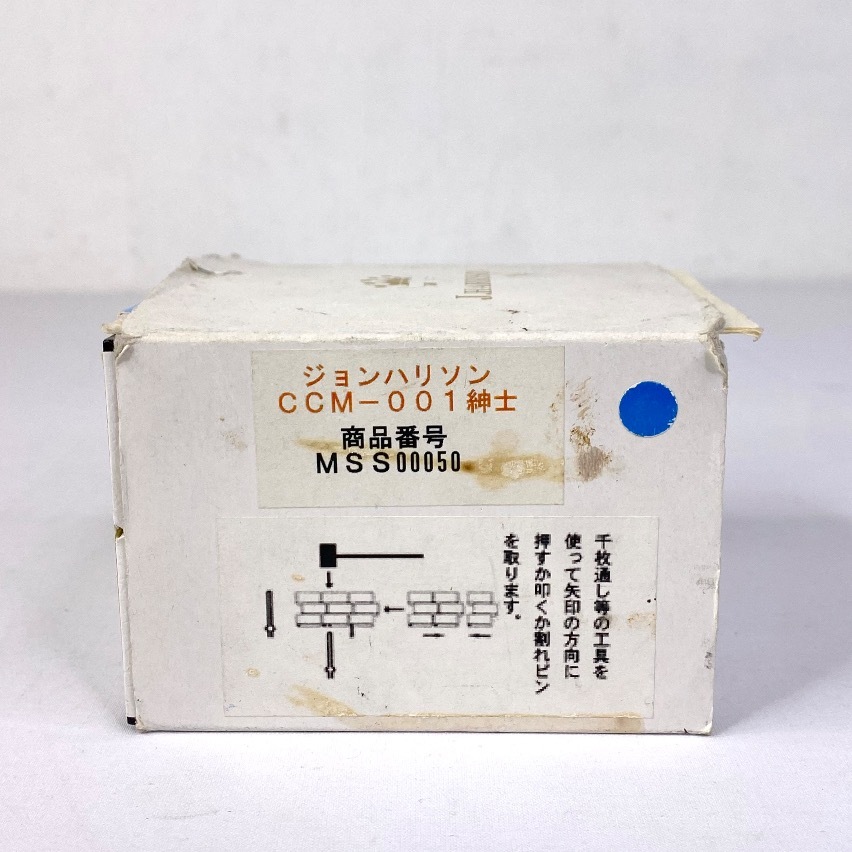 ジョンハリソン
ＣＣＭ－００１紳士
商品番号
ＭＳＳ00050
千枚通し等の工具を
使って矢印の方向に
押すか叩くか割れピン
を取ります。